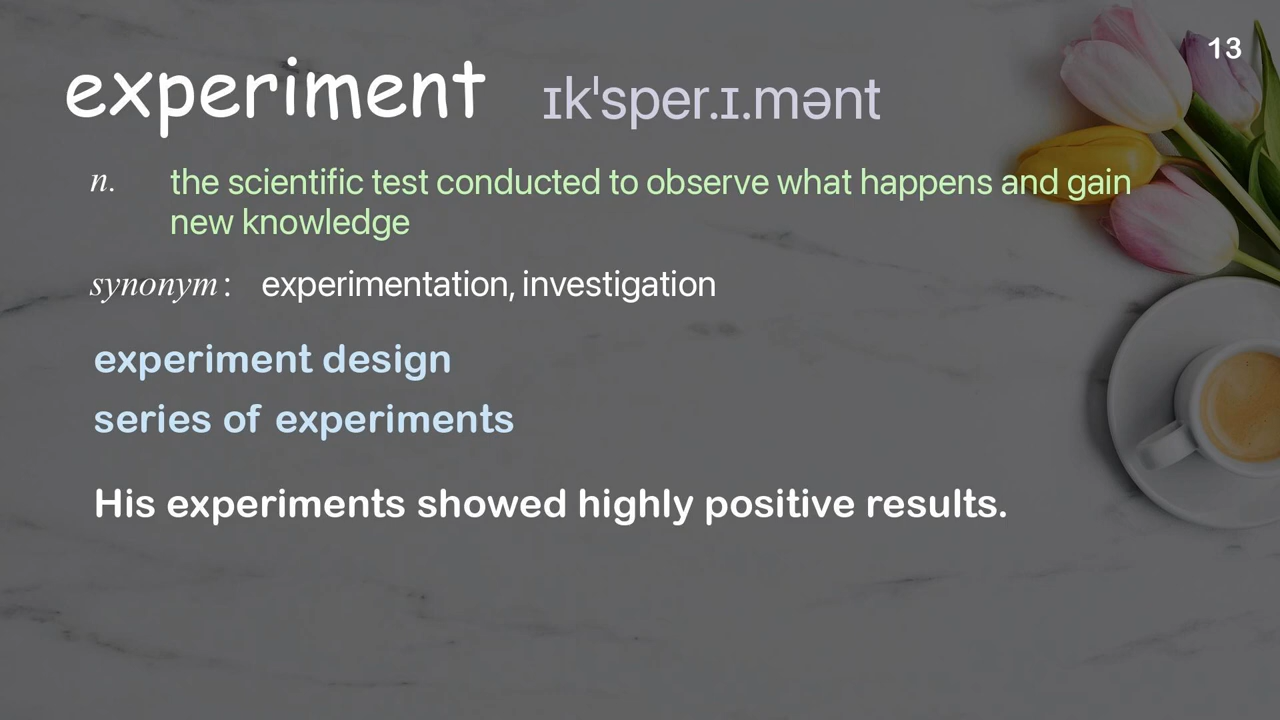 13
experiment ɪkˈsper.ɪ.mənt
n. the scientific test conducted to observe what happens and gain
new knowledge
synonym : experimentation, investigation
experiment design
series of experiments
His experiments showed highly positive results.